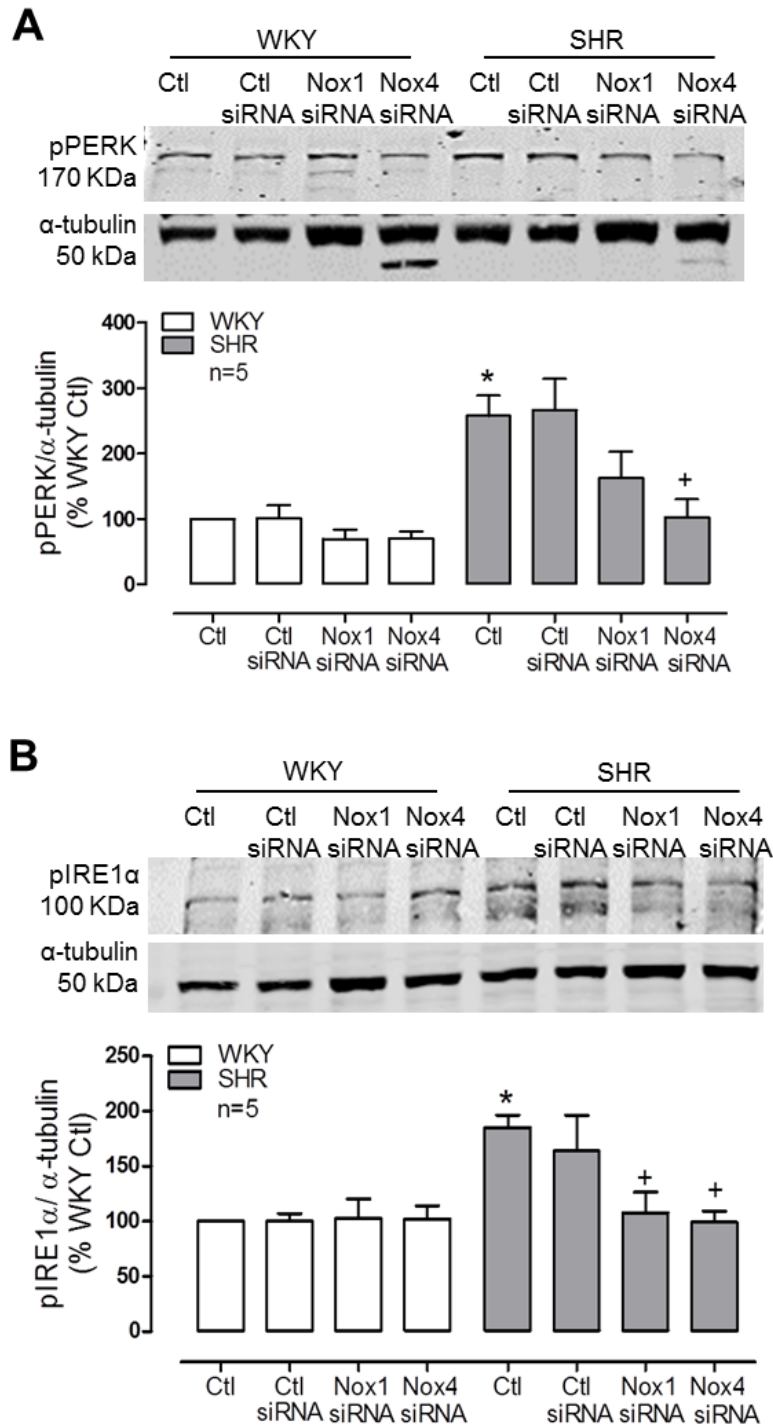 A
WKY SHR
Ctl Ctl Nox1 Nox4 Ctl Ctl Nox1 Nox4
siRNA siRNA siRNA siRNA siRNA siRNA
pPERK
170 KDa
α-tubulin
50 kDa
400
300
200
100
0
pPERK/α-tubulin
(% WKY Ctl)
WKY
SHR
n=5
*
+
Ctl Ctl Nox1 Nox4 Ctl Ctl Nox1 Nox4
siRNA siRNA siRNA siRNA siRNA siRNA
B
WKY SHR
Ctl Ctl Nox1 Nox4 Ctl Ctl Nox1 Nox4
siRNA siRNA siRNA siRNA siRNA siRNA
pIRE1α
100 KDa
α-tubulin
50 kDa
250
200
150
100
50
0
pIRE1α/ α-tubulin
(% WKY Ctl)
WKY
SHR
n=5
*
+ +
Ctl Ctl Nox1 Nox4 Ctl Ctl Nox1 Nox4
siRNA siRNA siRNA siRNA siRNA siRNA